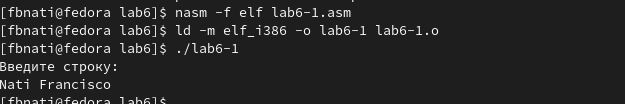 [fbnati@fedora lab6]$ nasm -f elf lab6-1.asm
[fbnati@fedora lab6]$ ld -m elf_i386 -o lab6-1 lab6-1.o
[fbnati@fedora lab6]$ ./lab6-1
Введите строку:
Nati Francisco
[fbnati@fedora lab6]$